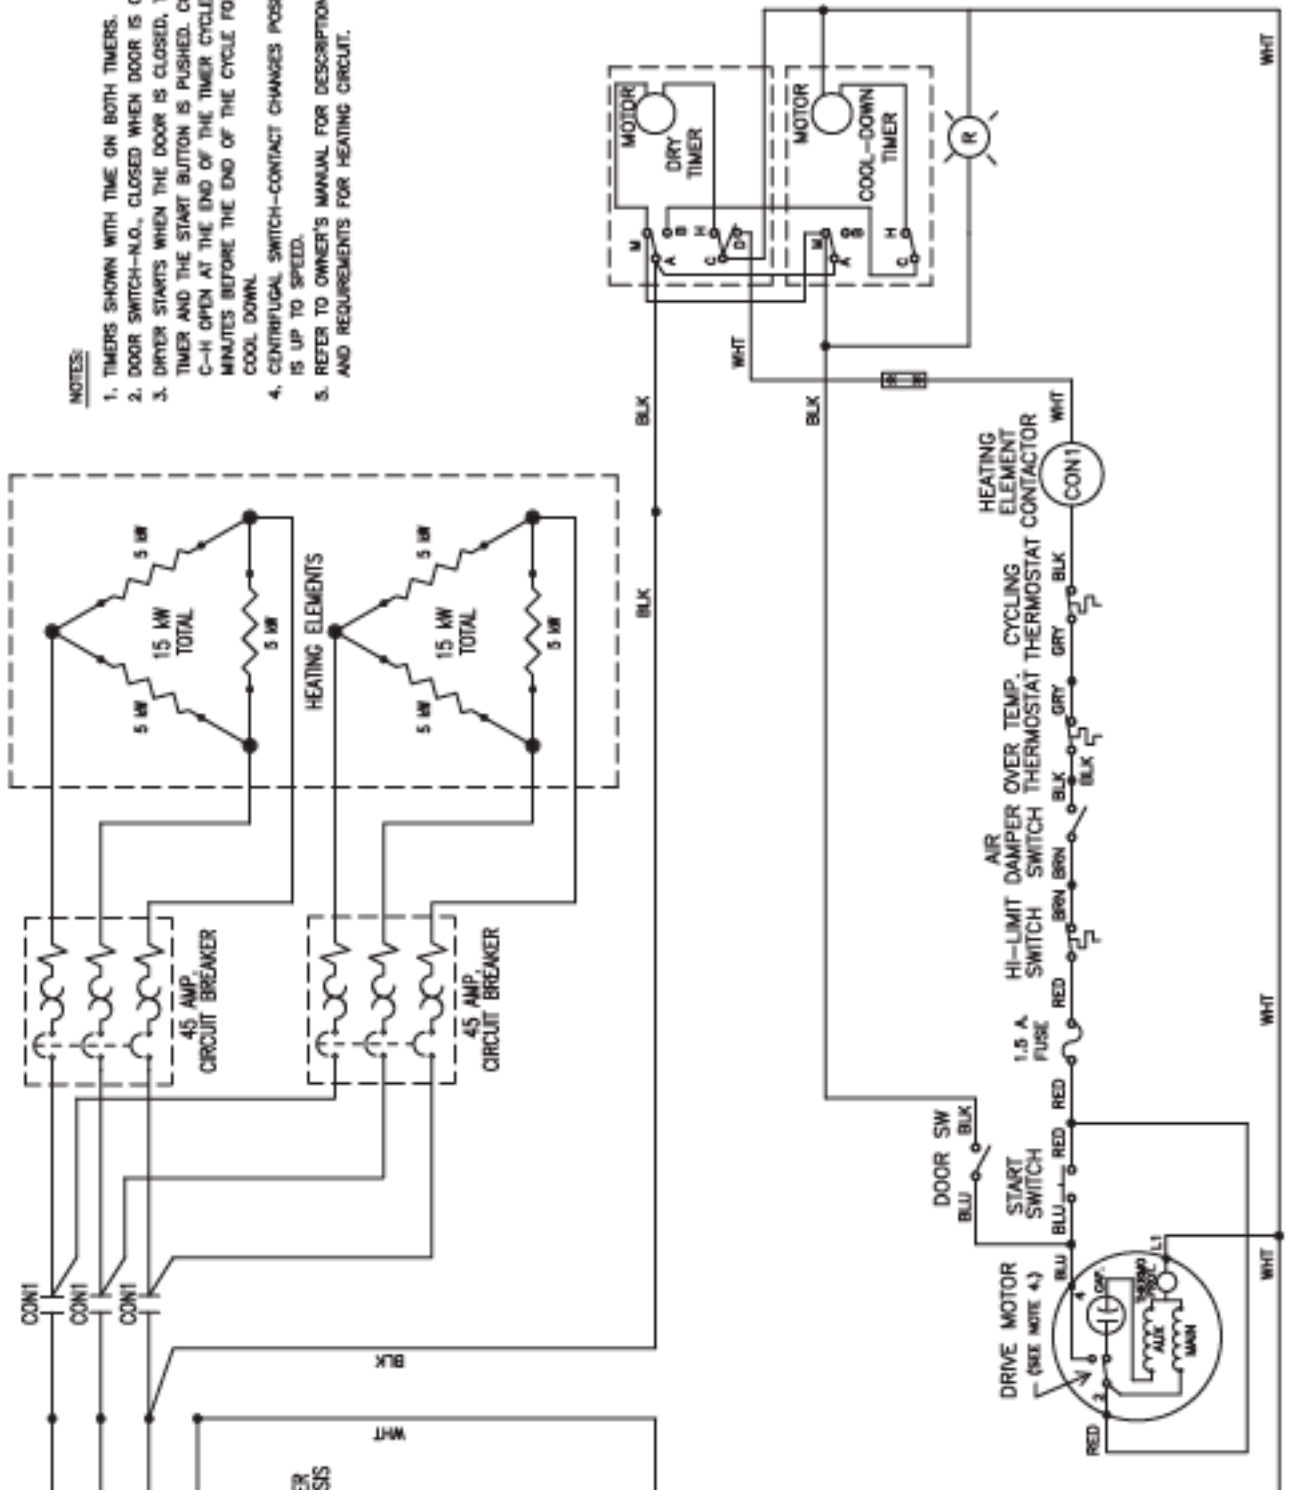 NOTES:
1. TIMERS SHOWN WITH TIME ON BOTH TIMERS.
2. DOOR SWITCH-N.O., CLOSED WHEN DOOR IS
3. DRYER STARTS WHEN THE DOOR IS CLOSED,
TIMER AND THE START BUTTON IS PUSHED.
C-H OPEN AT THE END OF THE TIMER CYCLE
MINUTES BEFORE THE END OF THE CYCLE
COOL DOWN.
4. CENTRIFUGAL SWITCH-CONTACT CHANGES
IS UP TO SPEED.
5. REFER TO OWNER'S MANUAL FOR DESCRIPTION
AND REQUIREMENTS FOR HEATING CIRCUIT.
5 kW
5 kW
15 kW
TOTAL
5 kW
HEATING ELEMENTS
5 kW
5 kW
15 kW
TOTAL
5 kW
45 AMP.
CIRCUIT BREAKER
45 AMP.
CIRCUIT BREAKER
CON1
CON1
CON1
BLK
WHT
BLK
BLK
MOTOR
DRY
TIMER
M
A
B
H
C
D
MOTOR
COOL-DOWN
TIMER
M
A
B
H
C
R
WHT
WHT
BLK
WHT
HEATING
ELEMENT
CONTACTOR
CON1
BLK
CYCLING
THERMOSTAT
GRY
OVER TEMP.
THERMOSTAT
GRY
BLK
BLK
AIR
DAMPER
SWITCH
BRN
HI-LIMIT
SWITCH
BRN
RED
1.5 A.
FUSE
RED
DOOR SW
BLK
BLU
START
SWITCH
RED
BLU
BLU
DRIVE MOTOR
(SEE NOTE 4.)
4
CAP.
THERMO
L1
AUX
MAIN
2
RED
WHT
WHT